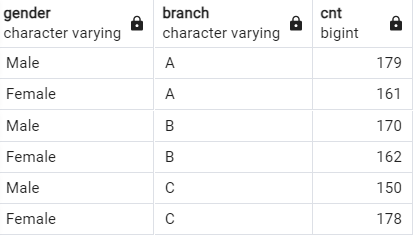 gender branch cnt
character varying character varying bigint
Male A 179
Female A 161
Male B 170
Female B 162
Male C 150
Female C 178